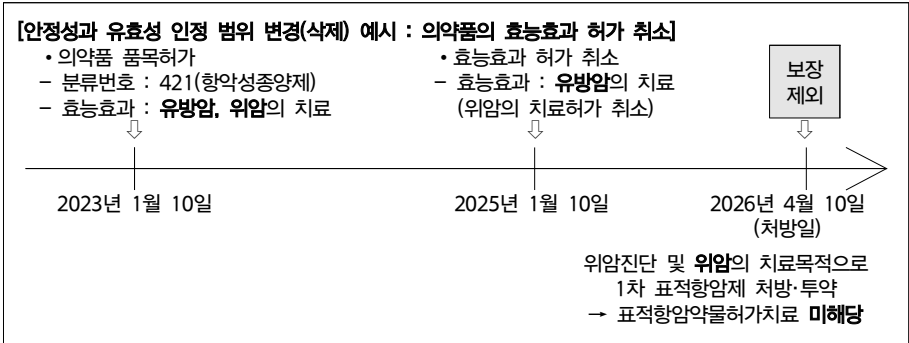 [안정성과 유효성 인정 범위 변경(삭제) 예시 : 의약품의 효능효과 허가 취소]
• 의약품 품목허가
- 분류번호 : 421(항악성종양제)
- 효능효과 : 유방암, 위암의 치료
• 효능효과 허가 취소
- 효능효과 : 유방암의 치료
(위암의 치료허가 취소)
보장
제외
2023년 1월 10일
2025년 1월 10일
2026년 4월 10일
(처방일)
위암진단 및 위암의 치료목적으로
1차 표적항암제 처방·투약
→ 표적항암약물허가치료 미해당